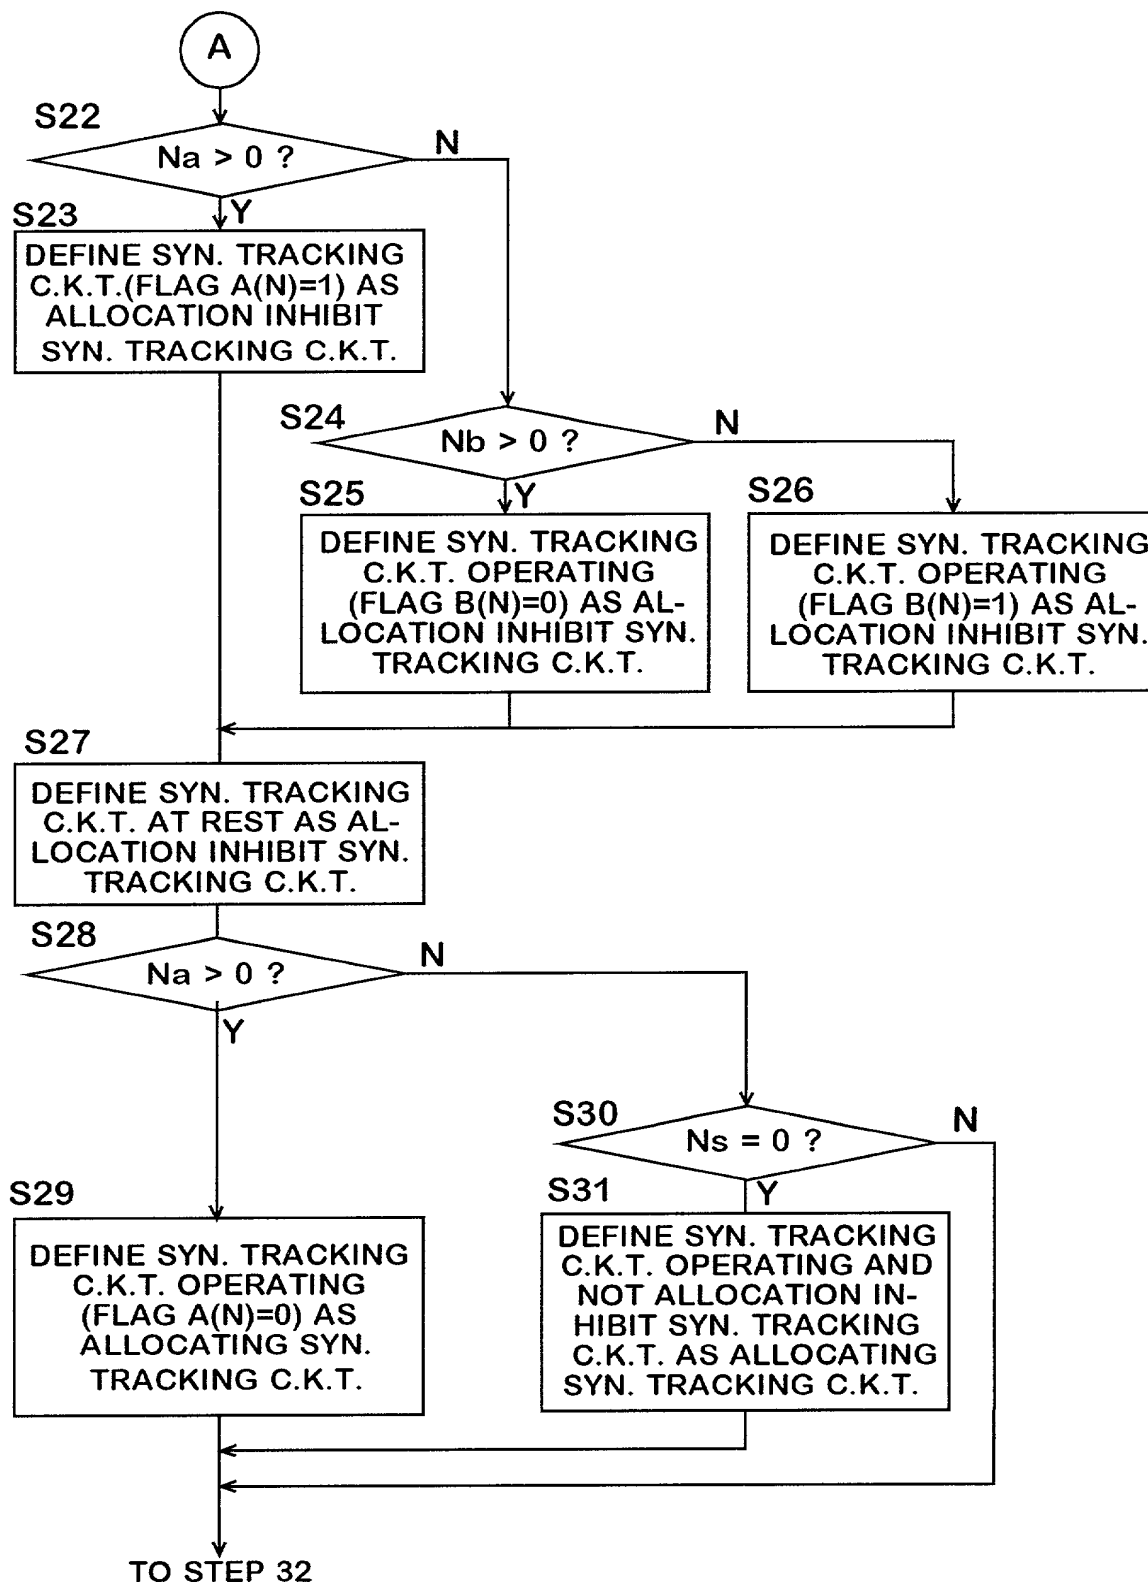 A
S22
Na > 0 ?
N
Y
S23
DEFINE SYN. TRACKING
C.K.T.(FLAG A(N)=1) AS
ALLOCATION INHIBIT
SYN. TRACKING C.K.T.
S24
Nb > 0 ?
N
Y
S25
DEFINE SYN. TRACKING
C.K.T. OPERATING
(FLAG B(N)=0) AS AL-
LOCATION INHIBIT SYN.
TRACKING C.K.T.
S26
DEFINE SYN. TRACKING
C.K.T. OPERATING
(FLAG B(N)=1) AS AL-
LOCATION INHIBIT SYN.
TRACKING C.K.T.
S27
DEFINE SYN. TRACKING
C.K.T. AT REST AS AL-
LOCATION INHIBIT SYN.
TRACKING C.K.T.
S28
Na > 0 ?
N
Y
S30
Ns = 0 ?
N
Y
S29
DEFINE SYN. TRACKING
C.K.T. OPERATING
(FLAG A(N)=0) AS
ALLOCATING SYN.
TRACKING C.K.T.
S31
DEFINE SYN. TRACKING
C.K.T. OPERATING AND
NOT ALLOCATION IN-
HIBIT SYN. TRACKING
C.K.T. AS ALLOCATING
SYN. TRACKING C.K.T.
TO STEP 32